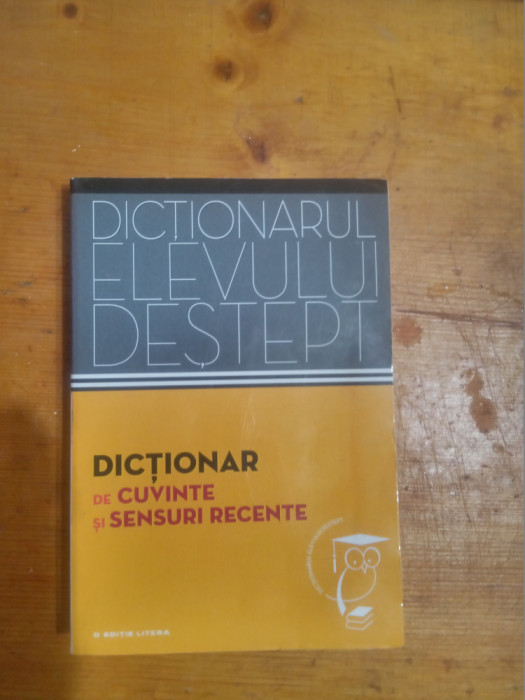 DICȚIONARUL
ELEVULUI
DEȘTEPT
DICȚIONAR
DE CUVINTE
ȘI SENSURI RECENTE
O EDIȚIE LITERA